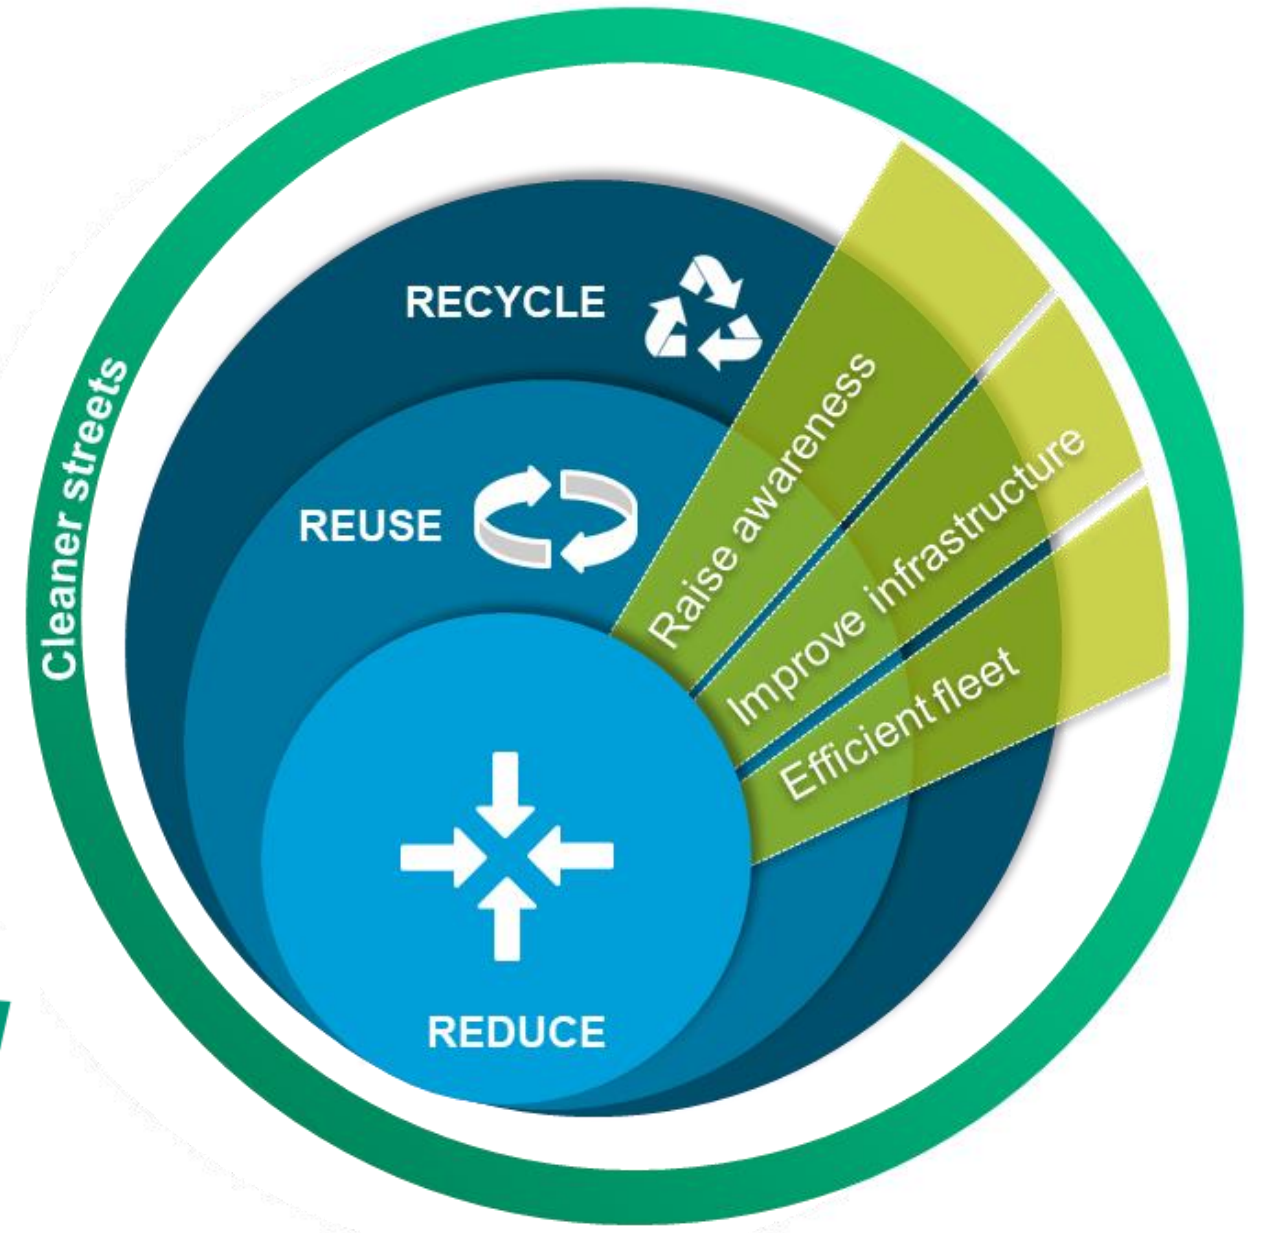 Cleaner streets
RECYCLE
REUSE
REDUCE
Raise awareness
Improve infrastructure
Efficient fleet